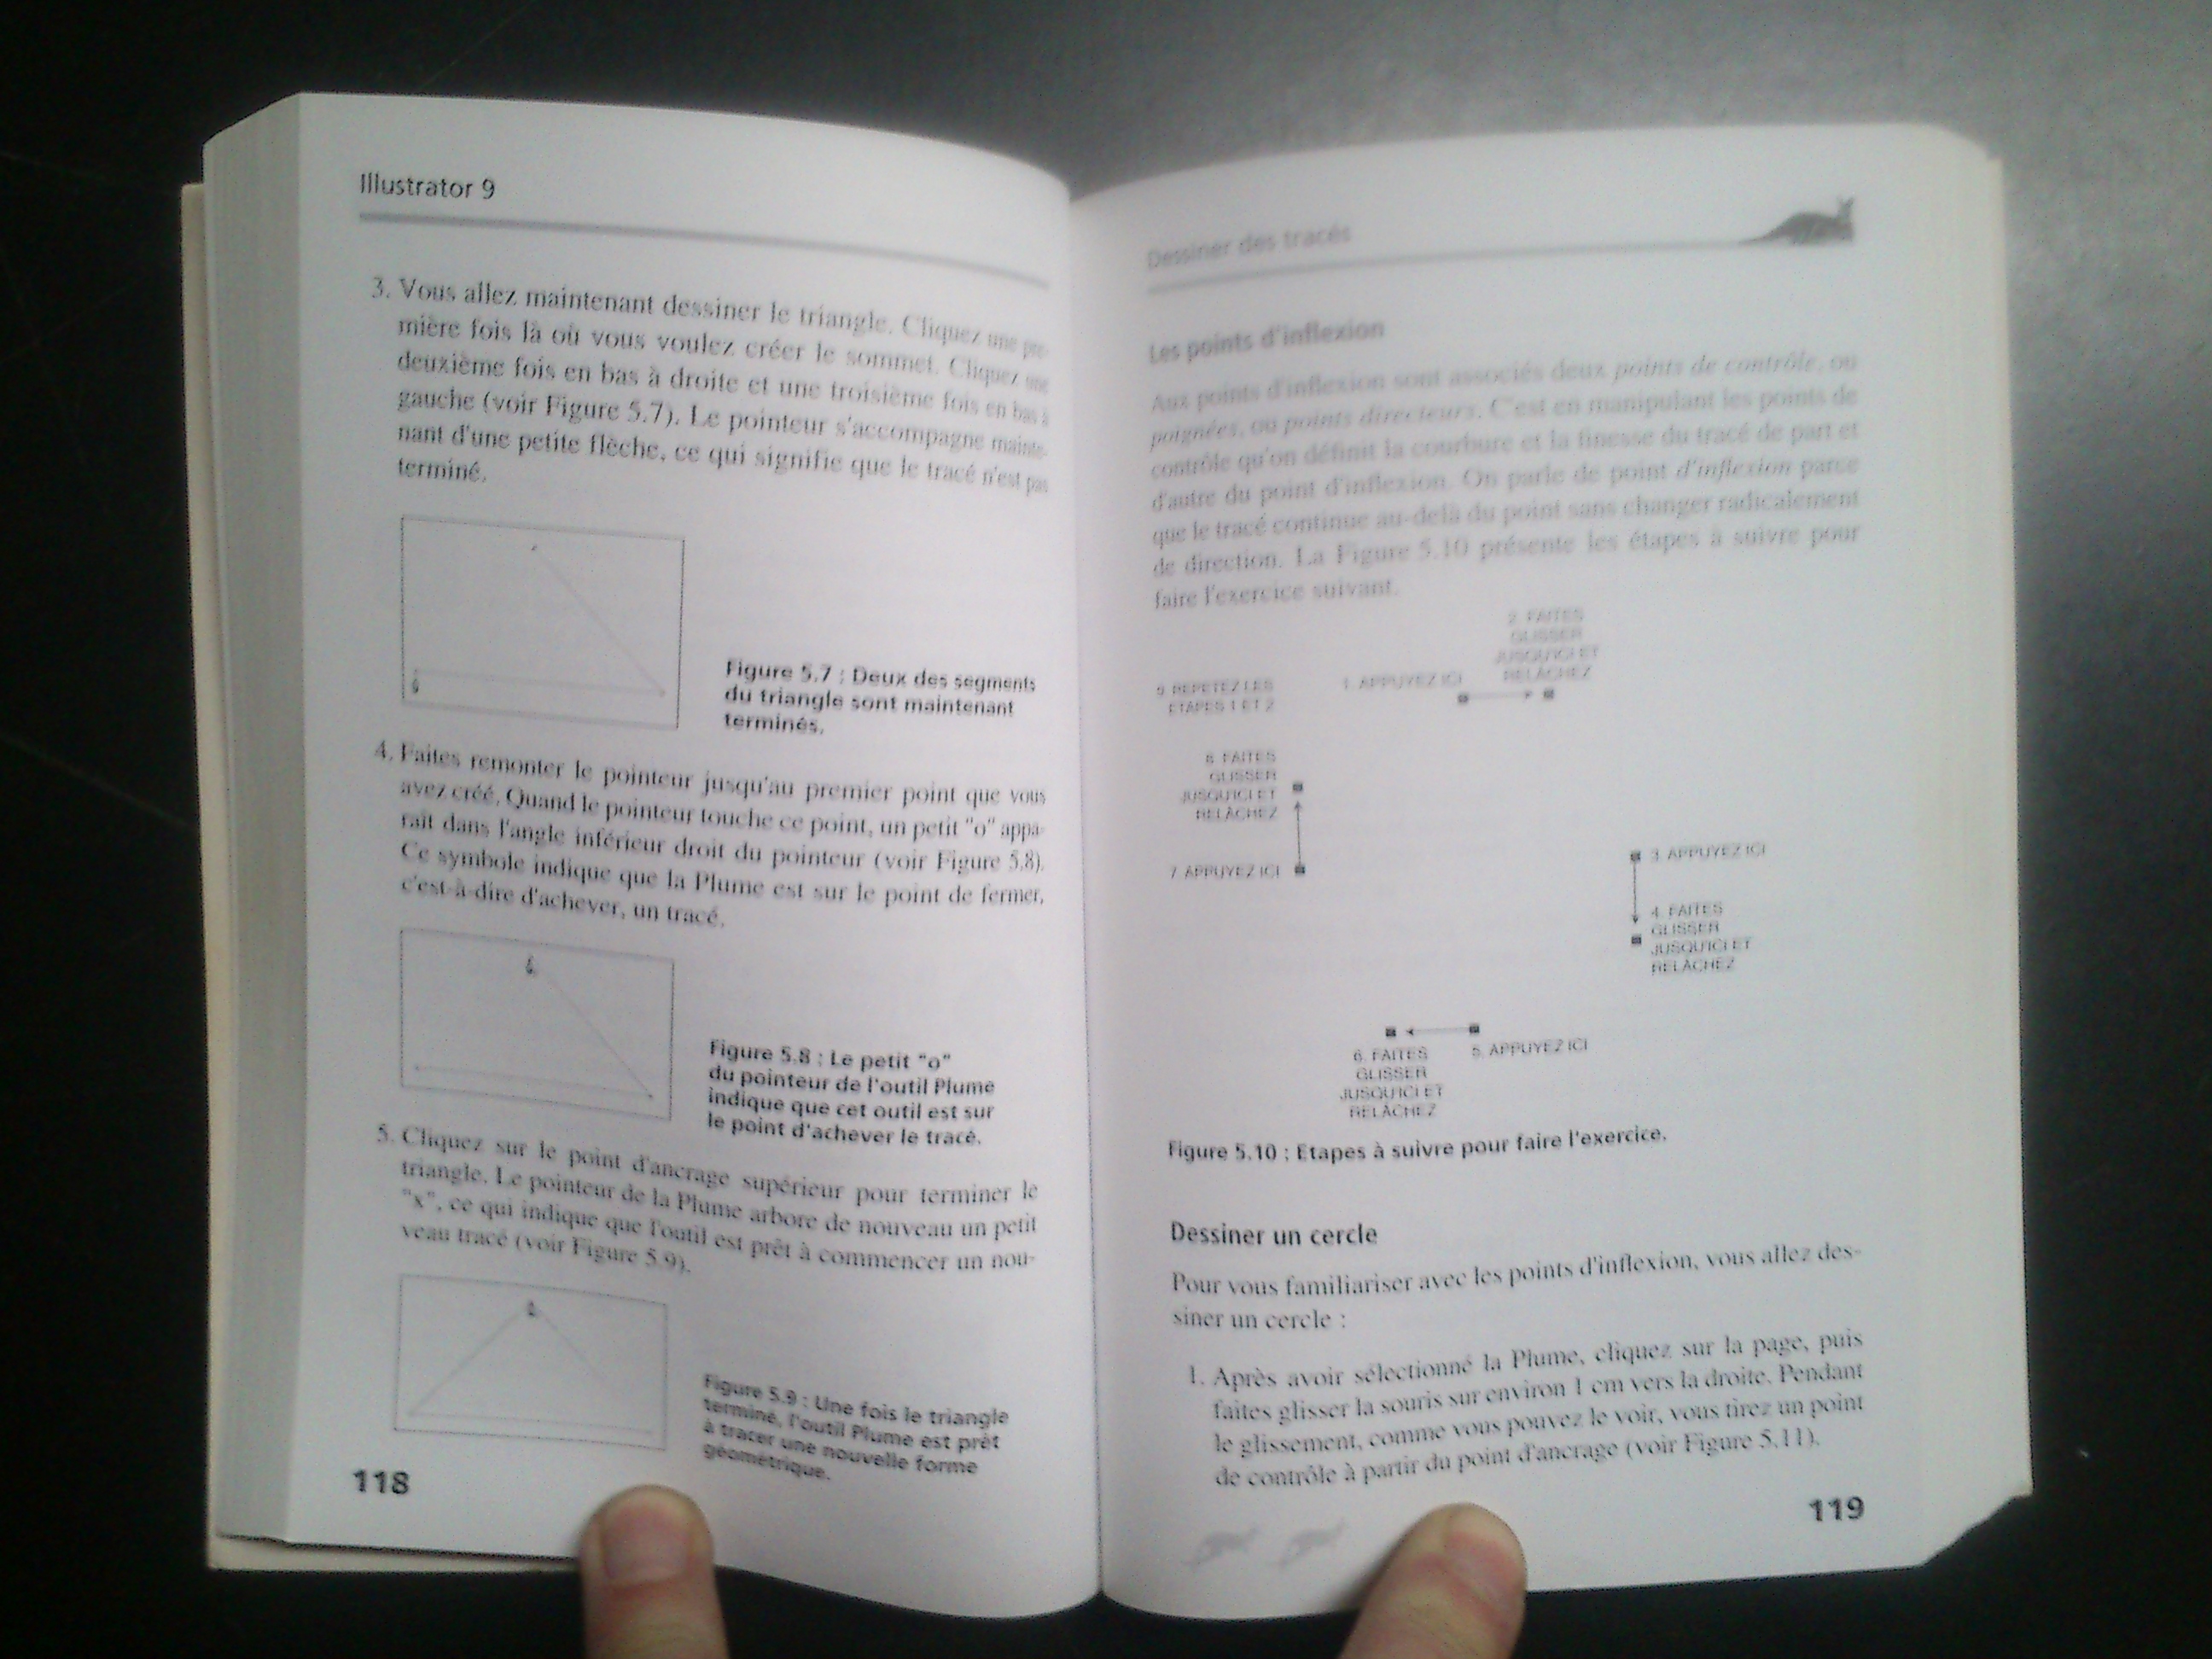 Illustrator 9
3. Vous allez maintenant dessiner le triangle. Cliquez une pre-
mière fois là où vous voulez créer le sommet. Cliquez une
deuxième fois en bas à droite et une troisième fois en bas à
gauche (voir Figure 5.7). Le pointeur s'accompagne mainte-
nant d'une petite flèche, ce qui signifie que le tracé n'est pas
terminé.
Figure 5.7 : Deux des segments
du triangle sont maintenant
terminés.
4. Faites remonter le pointeur jusqu'au premier point que vous
avez créé. Quand le pointeur touche ce point, un petit "o" appa-
raît dans l'angle inférieur droit du pointeur (voir Figure 5.8).
Ce symbole indique que la Plume est sur le point de fermer,
c'est-à-dire d'achever, un tracé.
Figure 5.8 : Le petit "o"
du pointeur de l'outil Plume
indique que cet outil est sur
le point d'achever le tracé.
5. Cliquez sur le point d'ancrage supérieur pour terminer le
triangle. Le pointeur de la Plume arbore de nouveau un petit
"x", ce qui indique que l'outil est prêt à commencer un nou-
veau tracé (voir Figure 5.9).
Figure 5.9 : Une fois le triangle
terminé, l'outil Plume est prêt
à tracer une nouvelle forme
géométrique.
118
Dessiner des tracés
Les points d'inflexion
Aux points d'inflexion sont associés deux points de contrôle, ou
poignées, ou points directeurs. C'est en manipulant les points de
contrôle qu'on définit la courbure et la finesse du tracé de part et
d'autre du point d'inflexion. On parle de point d'inflexion parce
que le tracé continue au-delà du point sans changer radicalement
de direction. La Figure 5.10 présente les étapes à suivre pour
faire l'exercice suivant.
2. FAITES
GLISSER
JUSQU'ICI ET
RELÂCHEZ
1. APPUYEZ ICI
9. REPETEZ LES
ETAPES 1 ET 2
8. FAITES
GLISSER
JUSQU'ICI ET
RELÂCHEZ
7. APPUYEZ ICI
3. APPUYEZ ICI
4. FAITES
GLISSER
JUSQU'ICI ET
RELÂCHEZ
6. FAITES
GLISSER
JUSQU'ICI ET
RELÂCHEZ
5. APPUYEZ ICI
Figure 5.10 : Etapes à suivre pour faire l'exercice.
Dessiner un cercle
Pour vous familiariser avec les points d'inflexion, vous allez des-
siner un cercle :
1. Après avoir sélectionné la Plume, cliquez sur la page, puis
faites glisser la souris sur environ 1 cm vers la droite. Pendant
le glissement, comme vous pouvez le voir, vous tirez un point
de contrôle à partir du point d'ancrage (voir Figure 5.11).
119